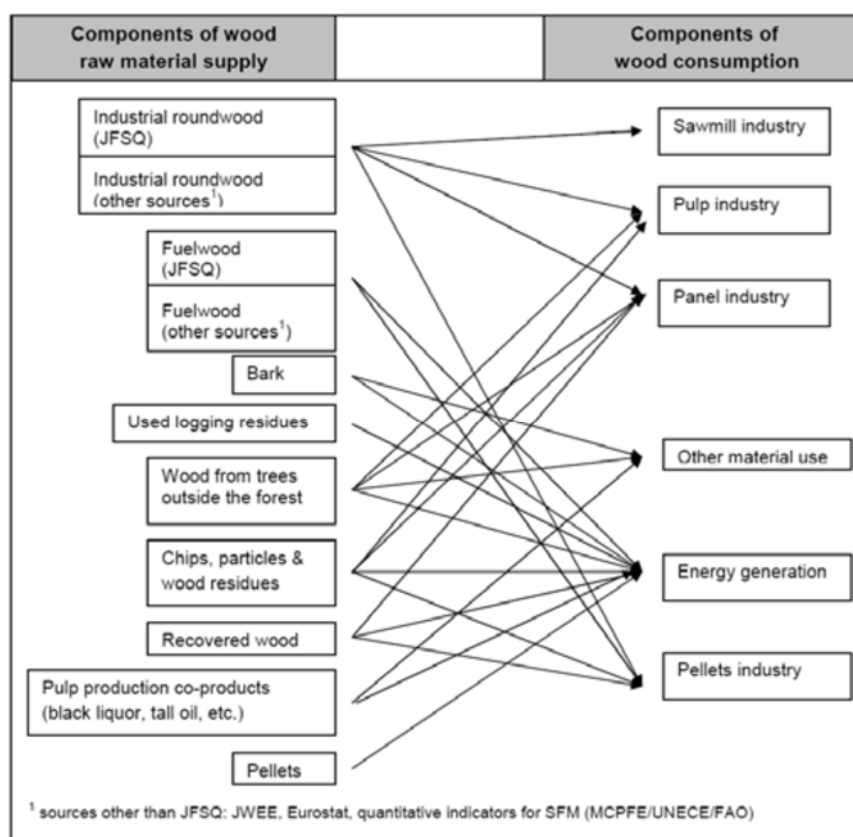 Components of wood
raw material supply
Components of
wood consumption
Industrial roundwood
(JFSQ)
Industrial roundwood
(other sources¹)
Fuelwood
(JFSQ)
Fuelwood
(other sources¹)
Bark
Used logging residues
Wood from trees
outside the forest
Chips, particles &
wood residues
Recovered wood
Pulp production co-products
(black liquor, tall oil, etc.)
Pellets
Sawmill industry
Pulp industry
Panel industry
Other material use
Energy generation
Pellets industry
¹ sources other than JFSQ: JWEE, Eurostat, quantitative indicators for SFM (MCPFE/UNECE/FAO)